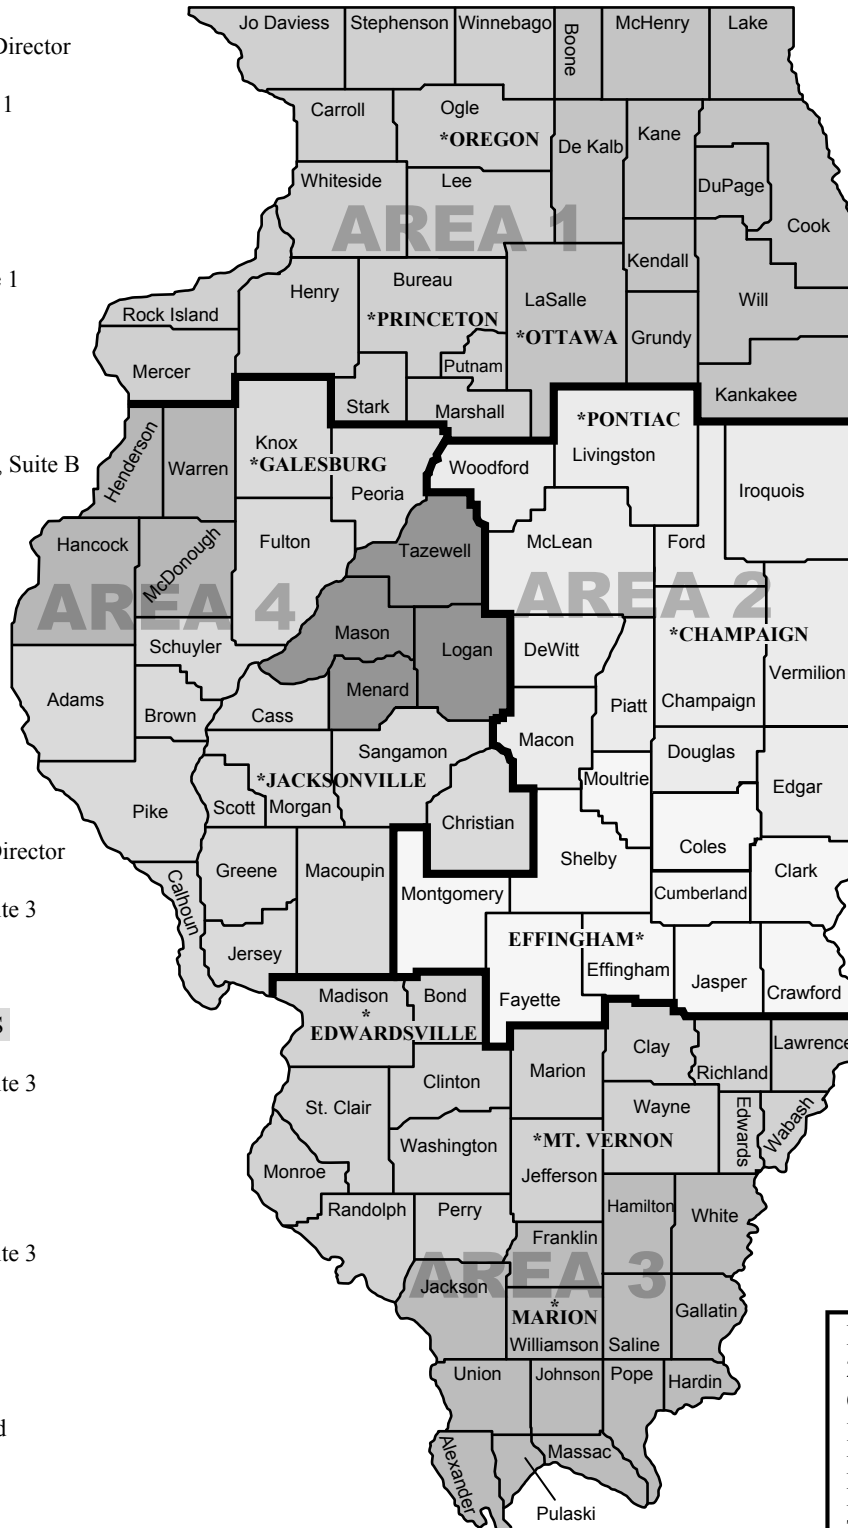 Jo Daviess Stephenson Winnebago Boone McHenry Lake
Director
1
Carroll Ogle
*OREGON De Kalb Kane
Whiteside Lee DuPage
AREA 1 Cook
Kendall
1
Henry Bureau LaSalle Will
Rock Island *PRINCETON *OTTAWA Grundy
Mercer Putnam
Stark Marshall Kankakee
*PONTIAC
Henderson Warren Knox Woodford Livingston
, Suite B *GALESBURG
Peoria Iroquois
Hancock McDonough Fulton Tazewell McLean Ford
AREA 4 AREA 2
Schuyler Mason Logan DeWitt *CHAMPAIGN
Adams Menard Vermilion
Brown Cass Piatt Champaign
Sangamon Macon Douglas
*JACKSONVILLE Moultrie Edgar
Pike Scott Morgan
Christian
Director Coles
Greene Macoupin Shelby Clark
Calhoun Montgomery Cumberland
te 3
EFFINGHAM*
Jersey Effingham Jasper Crawford
Madison Bond Fayette
*
S EDWARDSVILLE
Clay Lawrence
Marion Richland
te 3 Clinton
St. Clair Wayne Edwards Wabash
Washington *MT. VERNON
Monroe Jefferson
Randolph Perry Hamilton White
Franklin
te 3
AREA 3
Jackson *
MARION Gallatin
Williamson Saline
Union Johnson Pope Hardin
d
Alexander Massac
Pulaski